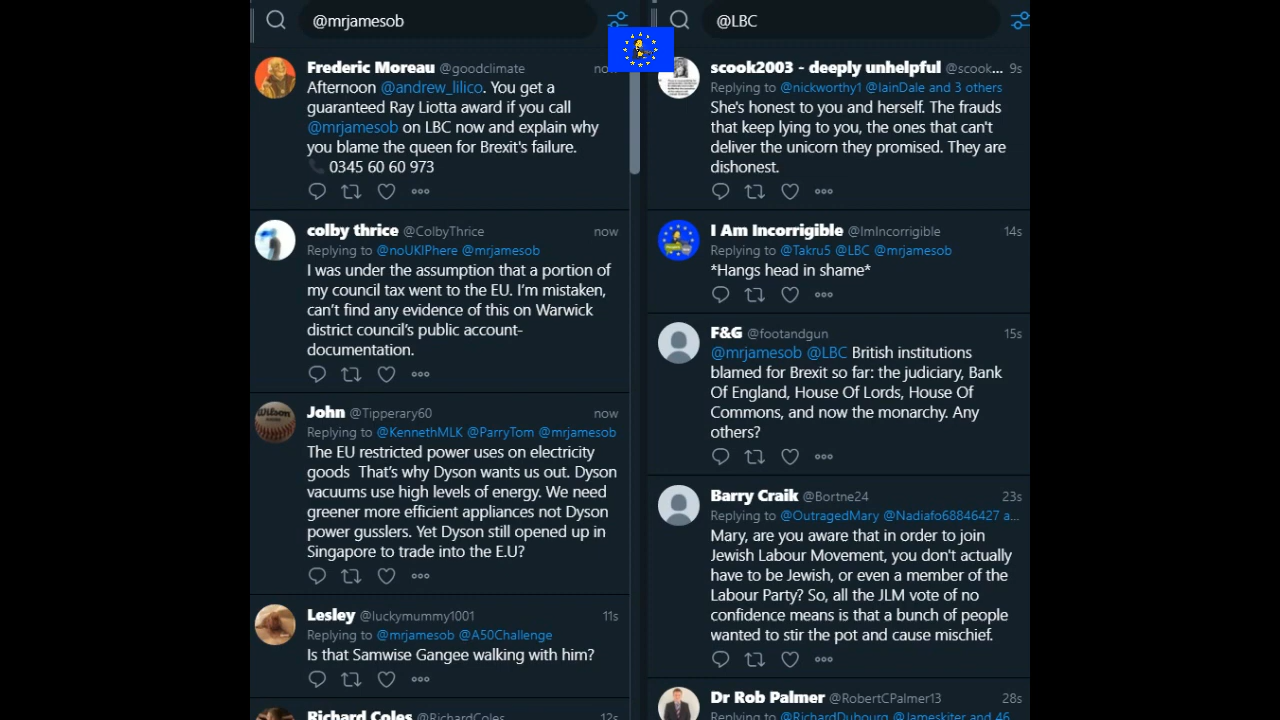 @mrjamesob
Frederic Moreau @goodclimate now
Afternoon @andrew_lilico. You get a
guaranteed Ray Liotta award if you call
@mrjamesob on LBC now and explain why
you blame the queen for Brexit's failure.
📞 0345 60 60 973
colby thrice @ColbyThrice now
Replying to @noUKIPhere @mrjamesob
I was under the assumption that a portion of
my council tax went to the EU. I'm mistaken,
can't find any evidence of this on Warwick
district council's public account-
documentation.
John @Tipperary60 now
Replying to @KennethMLK @ParryTom @mrjamesob
The EU restricted power uses on electricity
goods That's why Dyson wants us out. Dyson
vacuums use high levels of energy. We need
greener more efficient appliances not Dyson
power gusslers. Yet Dyson still opened up in
Singapore to trade into the E.U?
Lesley @luckymummy1001 11s
Replying to @mrjamesob @A50Challenge
Is that Samwise Gangee walking with him?
Richard Coles @RichardColes 12s
@LBC
scook2003 - deeply unhelpful @scook... 9s
Replying to @nickworthy1 @IainDale and 3 others
She's honest to you and herself. The frauds
that keep lying to you, the ones that can't
deliver the unicorn they promised. They are
dishonest.
I Am Incorrigible @ImIncorrigible 14s
Replying to @Takru5 @LBC @mrjamesob
*Hangs head in shame*
F&G @footandgun 15s
@mrjamesob @LBC British institutions
blamed for Brexit so far: the judiciary, Bank
Of England, House Of Lords, House Of
Commons, and now the monarchy. Any
others?
Barry Craik @Bortne24 23s
Replying to @OutragedMary @Nadiafo68846427 a...
Mary, are you aware that in order to join
Jewish Labour Movement, you don't actually
have to be Jewish, or even a member of the
Labour Party? So, all the JLM vote of no
confidence means is that a bunch of people
wanted to stir the pot and cause mischief.
Dr Rob Palmer @RobertCPalmer13 28s
Replying to @RichardDubourg @Jameskiter and 46